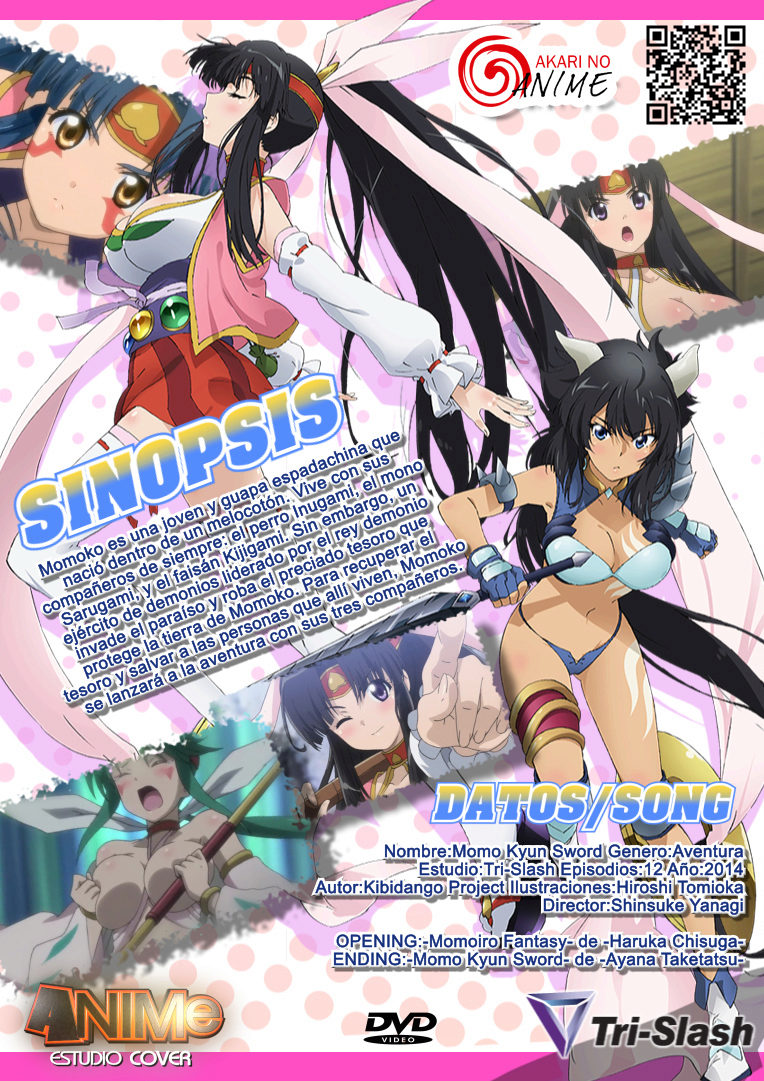 AKARI NO
ANIME
SINOPSIS
Momoko es una joven y guapa espadachina que
nació dentro de un melocotón. Vive con sus
compañeros de siempre: el perro Inugami, el mono
Sarugami, y el faisán Kijigami. Sin embargo, un
ejército de demonios liderado por el rey demonio
invade el paraíso y roba el preciado tesoro que
protege la tierra de Momoko. Para recuperar el
tesoro y salvar a las personas que allí viven, Momoko
se lanzará a la aventura con sus tres compañeros.
DATOS/SONG
Nombre:Momo Kyun Sword Genero:Aventura
Estudio:Tri-Slash Episodios:12 Año:2014
Autor:Kibidango Project Ilustraciones:Hiroshi Tomioka
Director:Shinsuke Yanagi
OPENING:-Momoiro Fantasy- de -Haruka Chisuga-
ENDING:-Momo Kyun Sword- de -Ayana Taketatsu-
ANIMe
ESTUDIO COVER
DVD
VIDEO
Tri-Slash